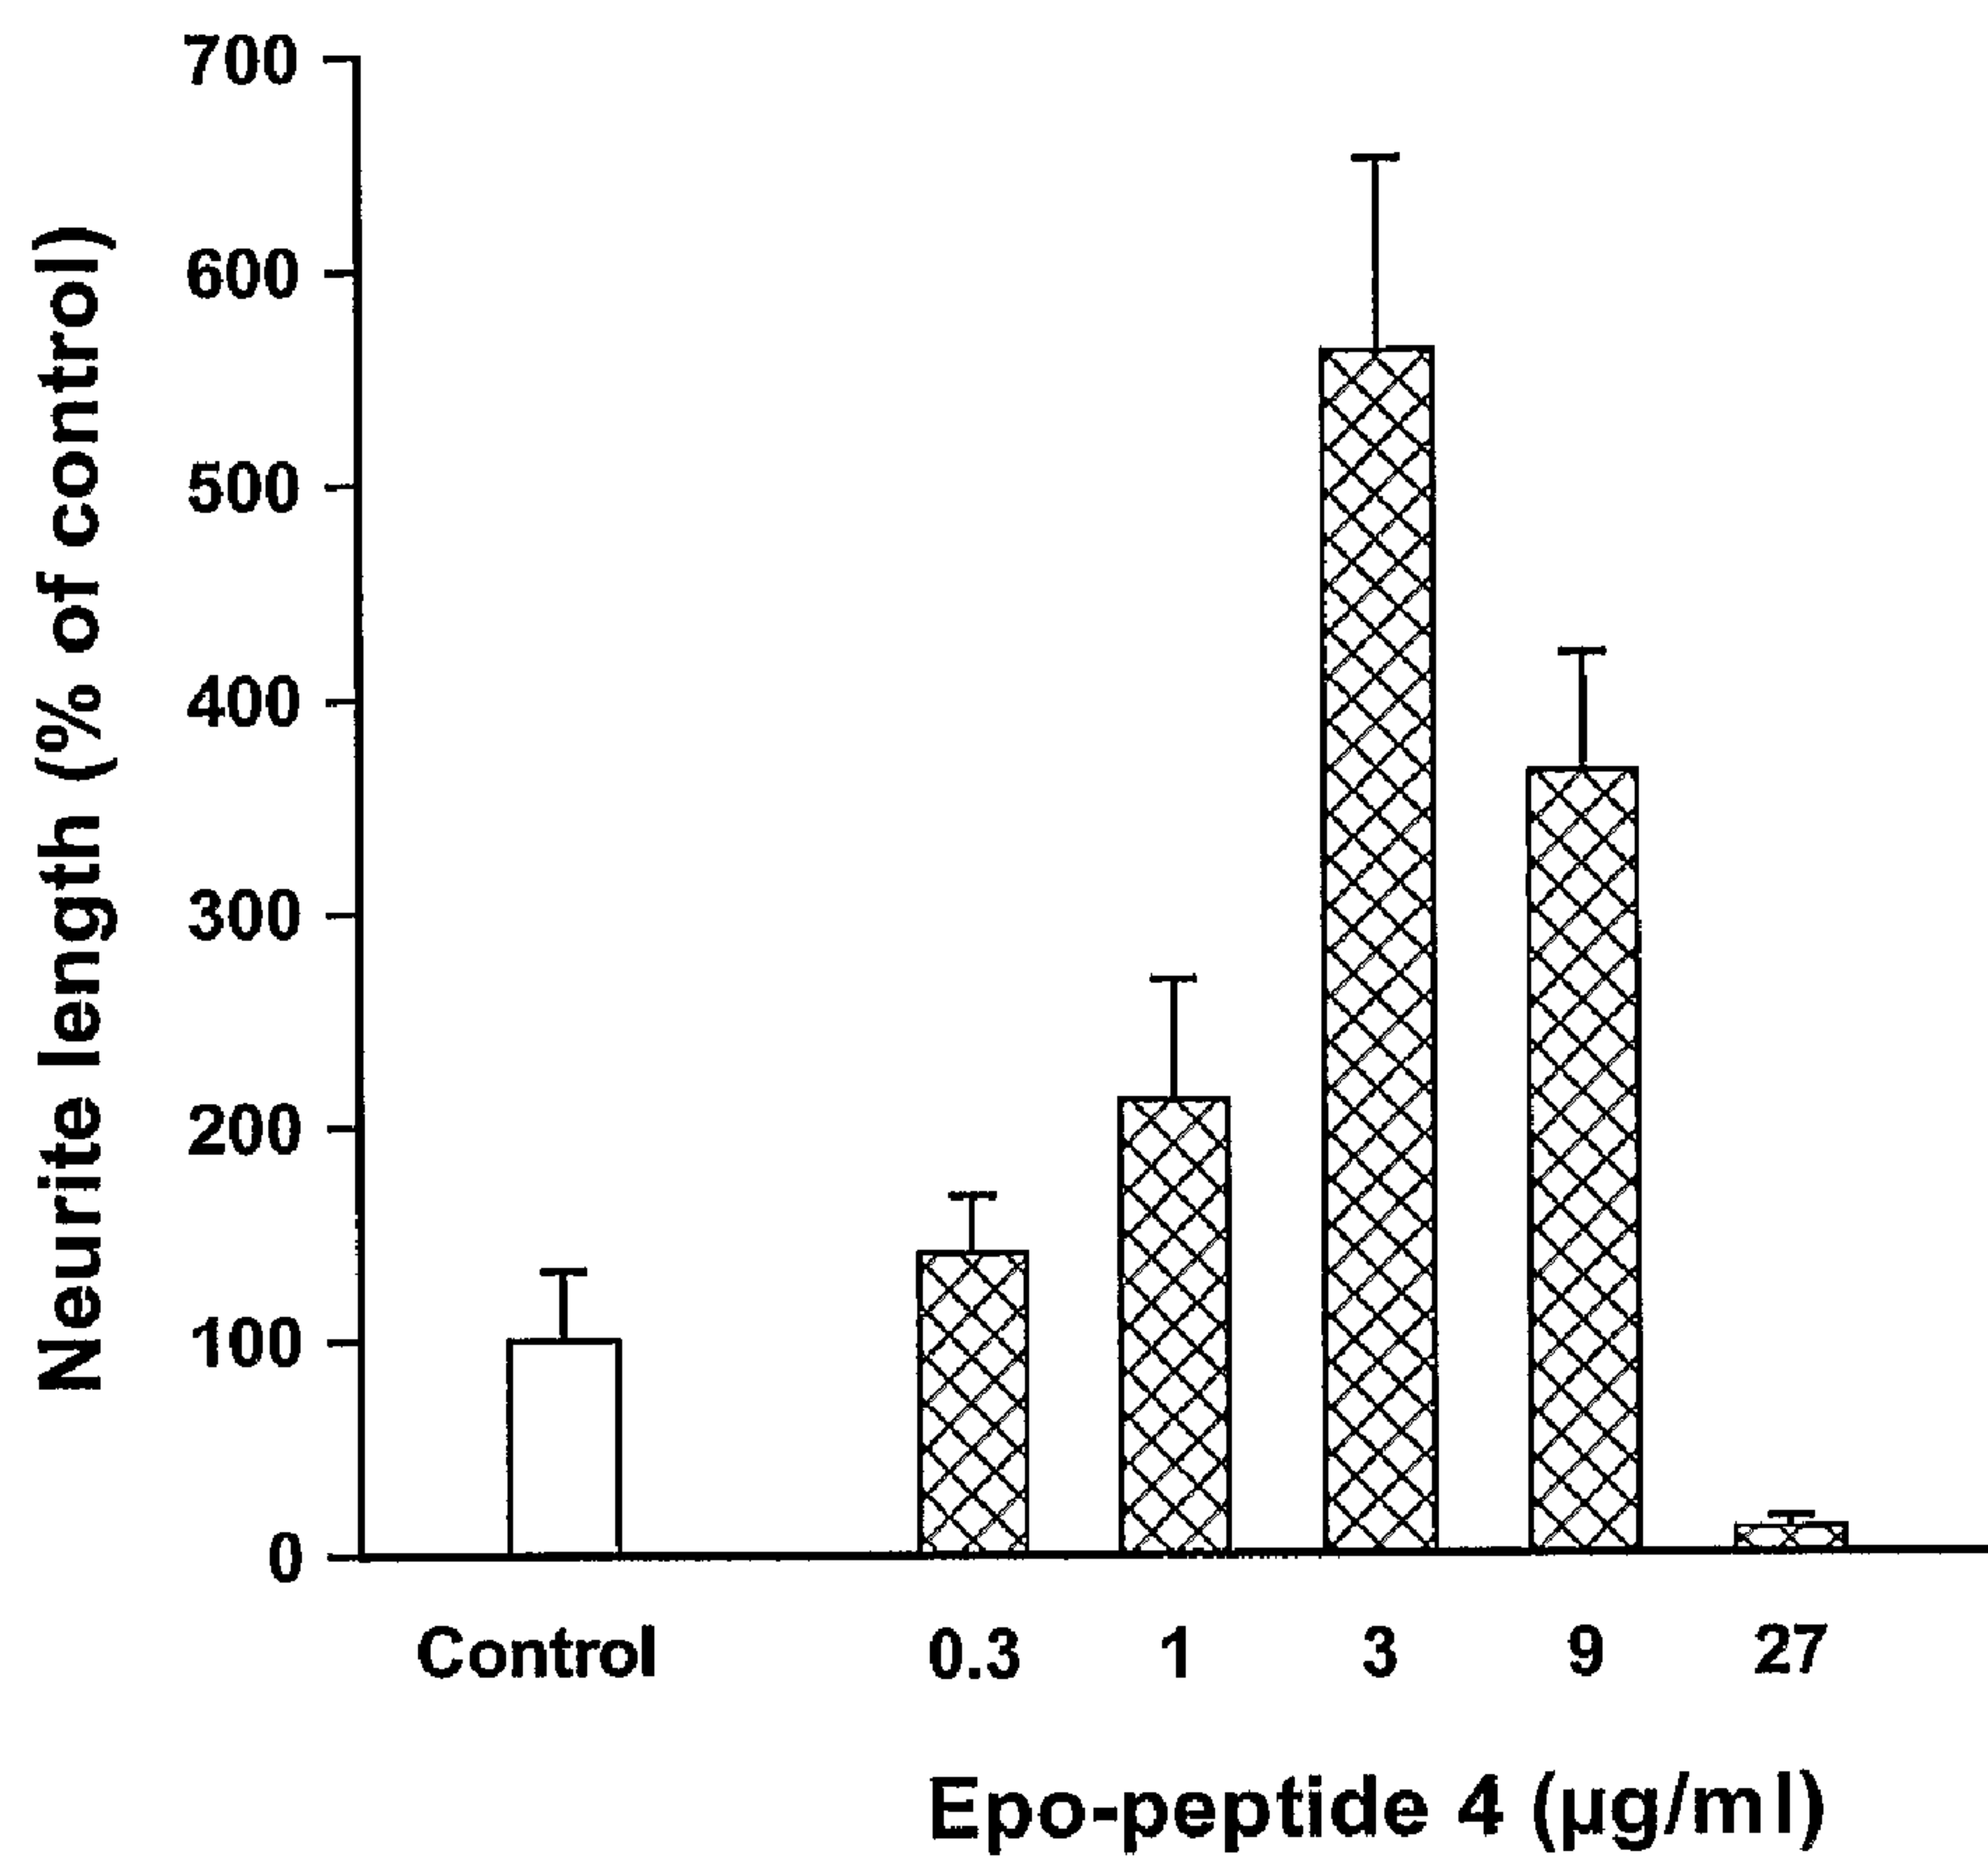 Neurite length (% of control)
700
600
500
400
300
200
100
0
Control 0.3 1 3 9 27
Epo-peptide 4 (µg/ml)